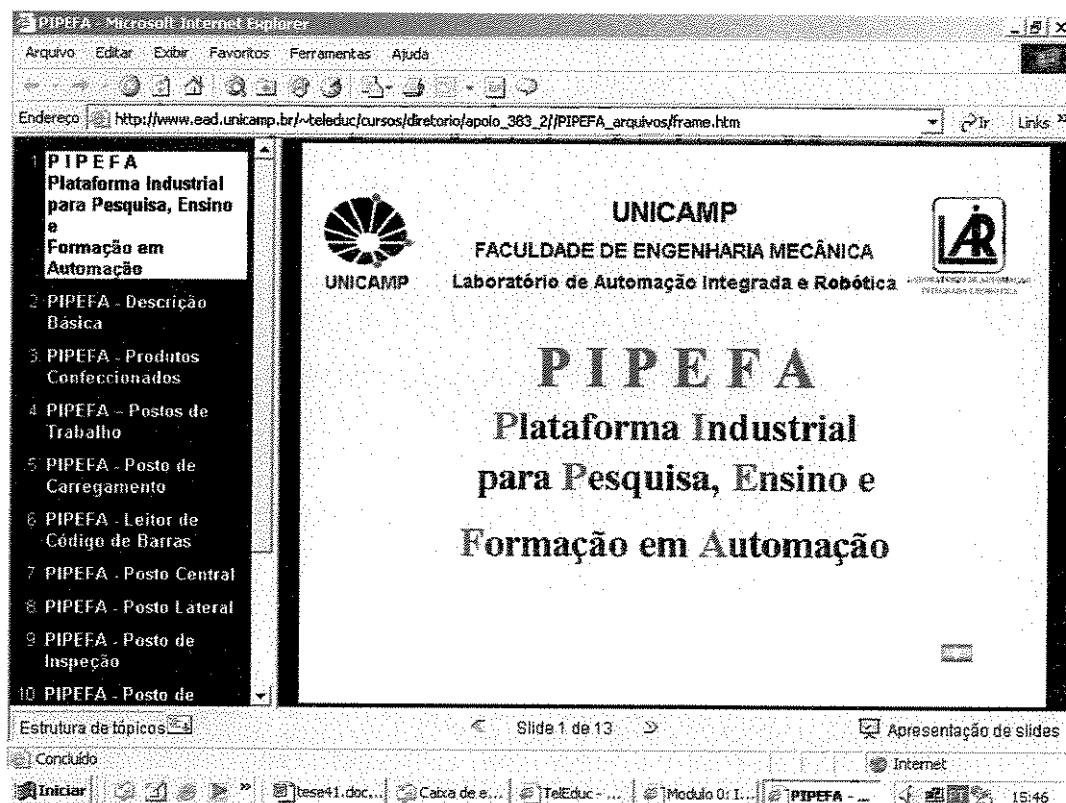 PIPEFA - Microsoft Internet Explorer
Arquivo Editar Exibir Favoritos Ferramentas Ajuda
Endereço http://www.ead.unicamp.br/~teleduc/cursos/diretorio/apolo_383_2//PIPEFA_arquivos/frame.htm Ir Links »
1 P I P E F A
Plataforma Industrial
para Pesquisa, Ensino
e
Formação em
Automação
2 PIPEFA - Descrição
Básica
3 PIPEFA - Produtos
Confeccionados
4 PIPEFA – Postos de
Trabalho
5 PIPEFA - Posto de
Carregamento
6 PIPEFA - Leitor de
Código de Barras
7 PIPEFA - Posto Central
8 PIPEFA - Posto Lateral
9 PIPEFA - Posto de
Inspeção
10 PIPEFA - Posto de
UNICAMP
UNICAMP
FACULDADE DE ENGENHARIA MECÂNICA
Laboratório de Automação Integrada e Robótica
LAR
P I P E F A
Plataforma Industrial
para Pesquisa, Ensino e
Formação em Automação
Estrutura de tópicos Slide 1 de 13 Apresentação de slides
Concluído Internet
Iniciar » tese41.doc... Caixa de e... TelEduc - ... Modulo 0: I... PIPEFA - ... 15:46